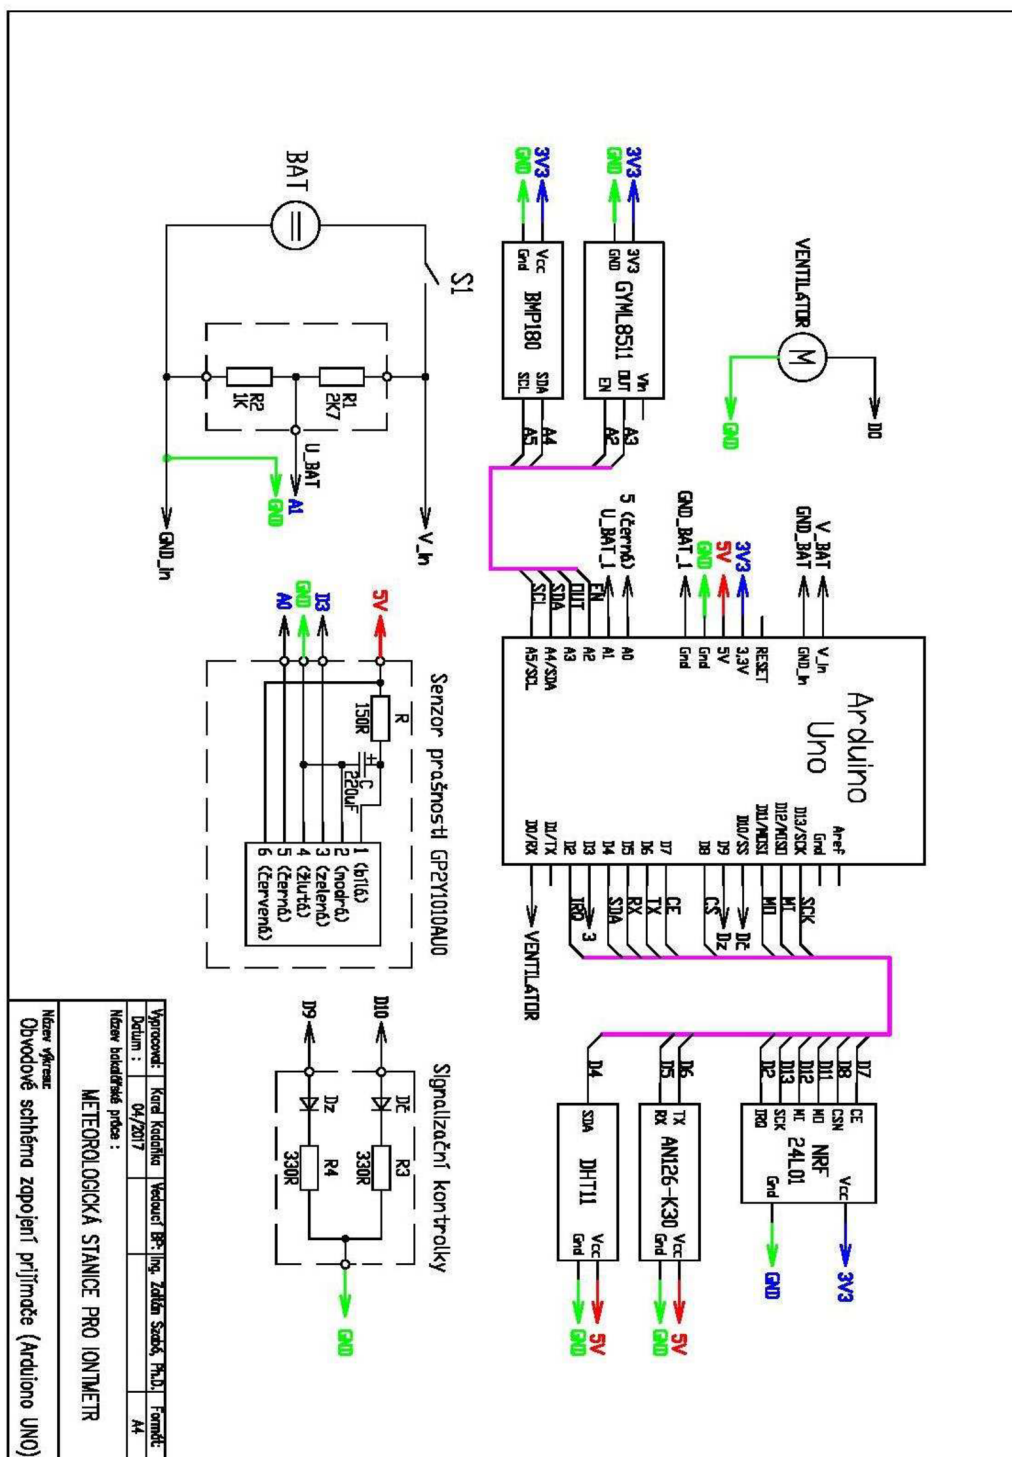 BAT
S1
R1
2K7
R2
1K
U_BAT
A1
GND
GND_In
V_In
3V3
GND
Vcc
Gnd
BMP180
SDA
SCL
A4
A5
3V3
GND
3V3
GND
GYML8511
Vin
OUT
EN
A3
A2
VENTILATOR
M
GND
D0
SCL
SDA
OUT
EN
U_BAT_1
5 (černá)
GND_BAT_1
GND
5V
3V3
GND_BAT
V_BAT
Arduino
Uno
V_In
GND_In
RESET
3.3V
5V
Gnd
Gnd
A0
A1
A2
A3
A4/SDA
A5/SCL
Aref
Gnd
D13/SCK
D12/MISO
D11/MOSI
D10/SS
D9
D8
D7
D6
D5
D4
D3
D2
D1/TX
D0/RX
SCK
MI
MO
Dč
Dz
CS
CE
TX
RX
SDA
3
IRQ
VENTILATOR
D7
D8
D11
D12
D13
D2
CE
CSN
MO
MI
SCK
IRQ
NRF
24L01
Vcc
Gnd
3V3
GND
D6
D5
TX
RX
AN126-K30
Vcc
Gnd
5V
GND
D4
SDA
DHT11
Vcc
Gnd
5V
GND
Senzor prašnosti GP2Y1010AU0
5V
D3
GND
A0
R
150R
C
220uF
+
1 (bílá)
2 (modrá)
3 (zelená)
4 (žlutá)
5 (černá)
6 (červená)
Signalizační kontrolky
D10
D9
Dč
Dz
R3
330R
R4
330R
GND
Vypracoval: Karel Kadaňka Vedoucí BP: Ing. Zoltán Szabó, Ph.D. Formát:
Datum : 04/2017 A4
Název bakalářské práce :
METEOROLOGICKÁ STANICE PRO IONTMETR
Název výkresu:
Obvodové schhéma zapojení prijímače (Arduiono UNO)